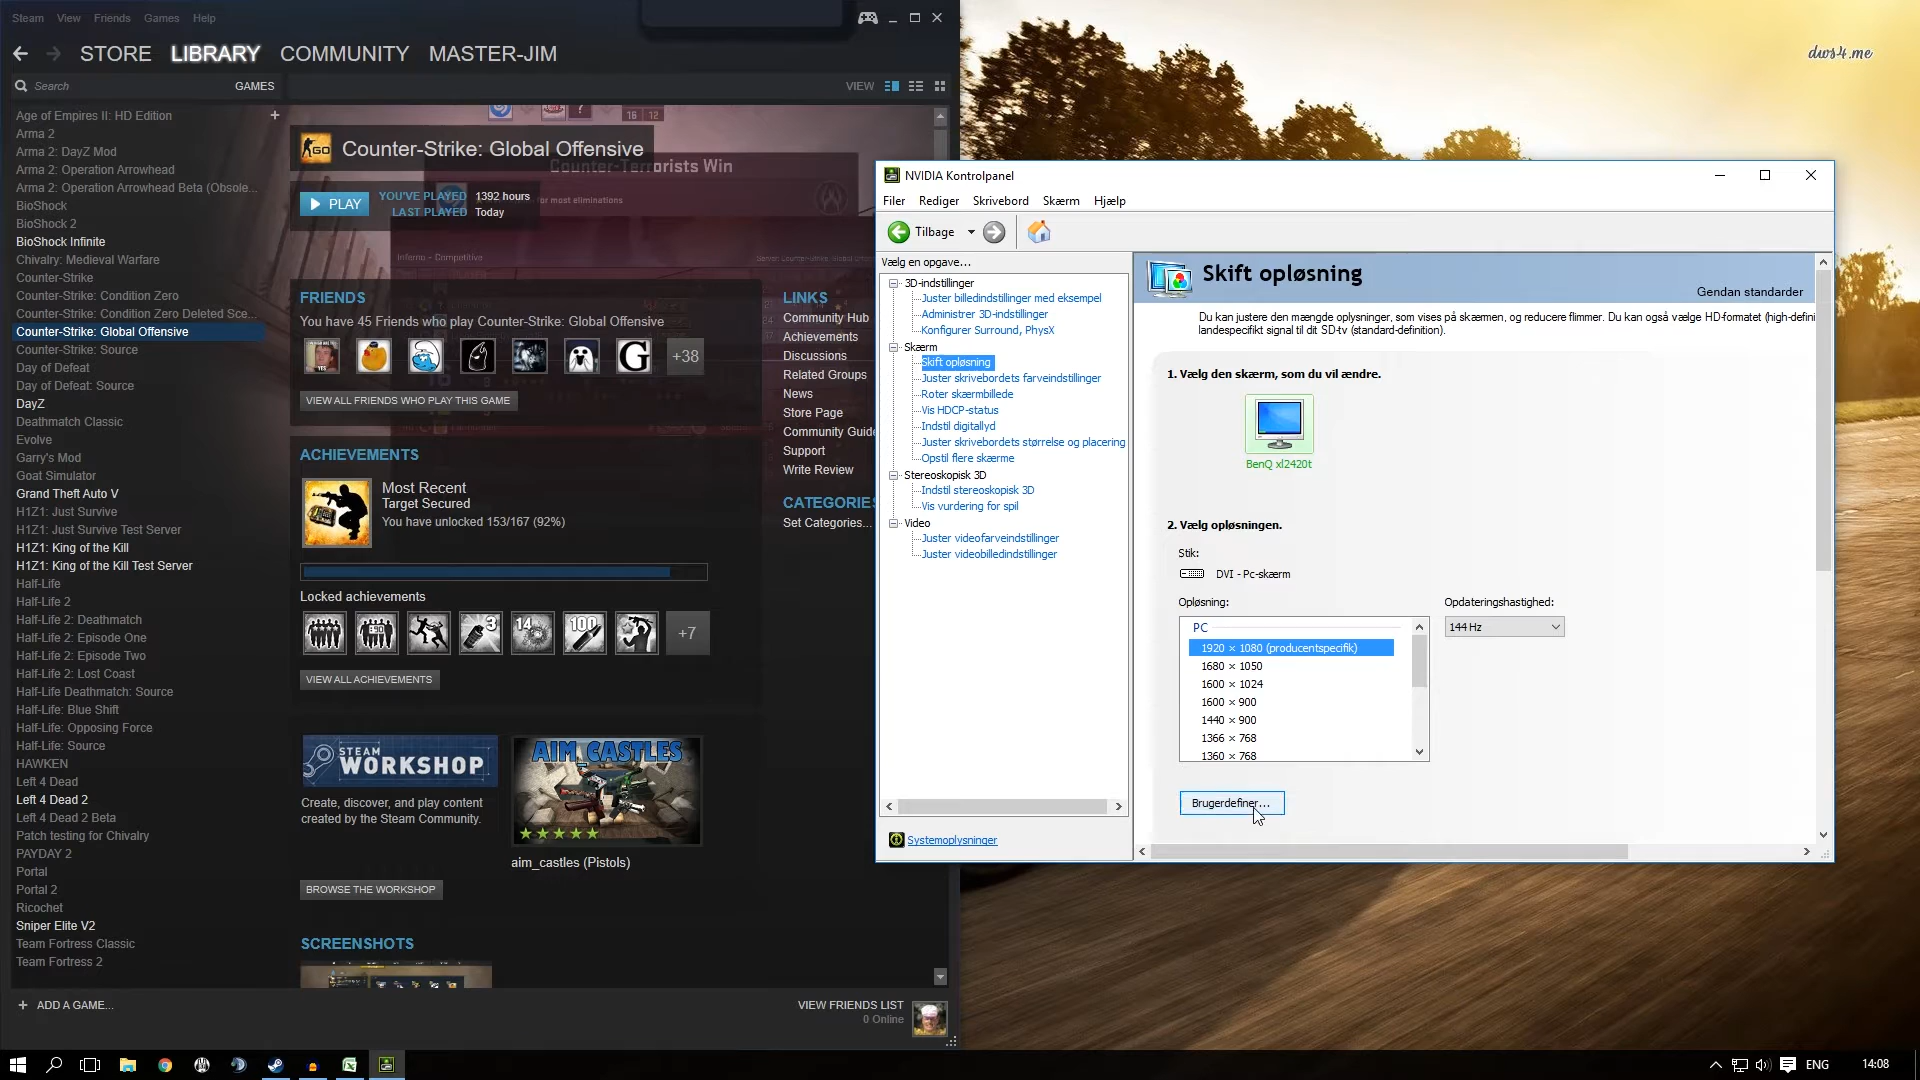 Steam View Friends Games Help
STORE LIBRARY COMMUNITY MASTER-JIM
Search GAMES
VIEW
Age of Empires II: HD Edition
Arma 2
Arma 2: DayZ Mod
Arma 2: Operation Arrowhead
Arma 2: Operation Arrowhead Beta (Obsole...
BioShock
BioShock 2
BioShock Infinite
Chivalry: Medieval Warfare
Counter-Strike
Counter-Strike: Condition Zero
Counter-Strike: Condition Zero Deleted Sce...
Counter-Strike: Global Offensive
Counter-Strike: Source
Day of Defeat
Day of Defeat: Source
DayZ
Deathmatch Classic
Evolve
Garry's Mod
Goat Simulator
Grand Theft Auto V
H1Z1: Just Survive
H1Z1: Just Survive Test Server
H1Z1: King of the Kill
H1Z1: King of the Kill Test Server
Half-Life
Half-Life 2
Half-Life 2: Deathmatch
Half-Life 2: Episode One
Half-Life 2: Episode Two
Half-Life 2: Lost Coast
Half-Life Deathmatch: Source
Half-Life: Blue Shift
Half-Life: Opposing Force
Half-Life: Source
HAWKEN
Left 4 Dead
Left 4 Dead 2
Left 4 Dead 2 Beta
Patch testing for Chivalry
PAYDAY 2
Portal
Portal 2
Ricochet
Sniper Elite V2
Team Fortress Classic
Team Fortress 2
+ ADD A GAME...
16 12
GO Counter-Strike: Global Offensive
Counter-Terrorists Win
PLAY
YOU'VE PLAYED 1392 hours
LAST PLAYED Today
for most eliminations
Inferno - Competitive
FRIENDS
You have 45 Friends who play Counter-Strike: Global Offensive
G
+38
VIEW ALL FRIENDS WHO PLAY THIS GAME
ACHIEVEMENTS
Most Recent
Target Secured
You have unlocked 153/167 (92%)
Locked achievements
:90
3
14
100
+7
VIEW ALL ACHIEVEMENTS
STEAM
WORKSHOP
Create, discover, and play content
created by the Steam Community.
BROWSE THE WORKSHOP
AIM_CASTLES
aim_castles (Pistols)
SCREENSHOTS
LINKS
Community Hub
Achievements
Discussions
Related Groups
News
Store Page
Community Guide
Support
Write Review
CATEGORIES
Set Categories...
VIEW FRIENDS LIST
0 Online
dws4.me
NVIDIA Kontrolpanel
Filer Rediger Skrivebord Skærm Hjælp
Tilbage
Vælg en opgave...
3D-indstillinger
Juster billedindstillinger med eksempel
Administrer 3D-indstillinger
Konfigurer Surround, PhysX
Skærm
Skift opløsning
Juster skrivebordets farveindstillinger
Roter skærmbillede
Vis HDCP-status
Indstil digitallyd
Juster skrivebordets størrelse og placering
Opstil flere skærme
Stereoskopisk 3D
Indstil stereoskopisk 3D
Vis vurdering for spil
Video
Juster videofarveindstillinger
Juster videobilledindstillinger
Systemoplysninger
Skift opløsning
Gendan standarder
Du kan justere den mængde oplysninger, som vises på skærmen, og reducere flimmer. Du kan også vælge HD-formatet (high-defini
landespecifikt signal til dit SD-tv (standard-definition).
1. Vælg den skærm, som du vil ændre.
BenQ xl2420t
2. Vælg opløsningen.
Stik:
DVI - Pc-skærm
Opløsning:
Opdateringshastighed:
PC
144 Hz
1920 × 1080 (producentspecifik)
1680 × 1050
1600 × 1024
1600 × 900
1440 × 900
1366 × 768
1360 × 768
Brugerdefiner...
ENG 14:08